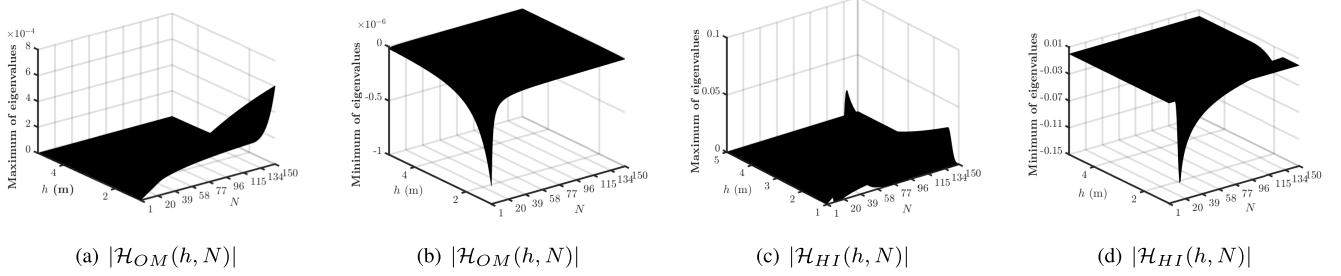 ×10⁻⁴
8
6
4
2
0
Maximum of eigenvalues
4
2
h (m)
1 20 39 58 77 96 115 134 150
N
(a) |ℋ_{OM}(h, N)|
×10⁻⁶
0
-0.5
-1
Minimum of eigenvalues
4
2
h (m)
1 20 39 58 77 96 115 134 150
N
(b) |ℋ_{OM}(h, N)|
0.1
0.05
0
Maximum of eigenvalues
5
4
3
2
1
h (m)
1 20 39 58 77 96 115 134 150
N
(c) |ℋ_{HI}(h, N)|
0.01
-0.03
-0.07
-0.11
-0.15
Minimum of eigenvalues
4
2
h (m)
1 20 39 58 77 96 115 134 150
N
(d) |ℋ_{HI}(h, N)|